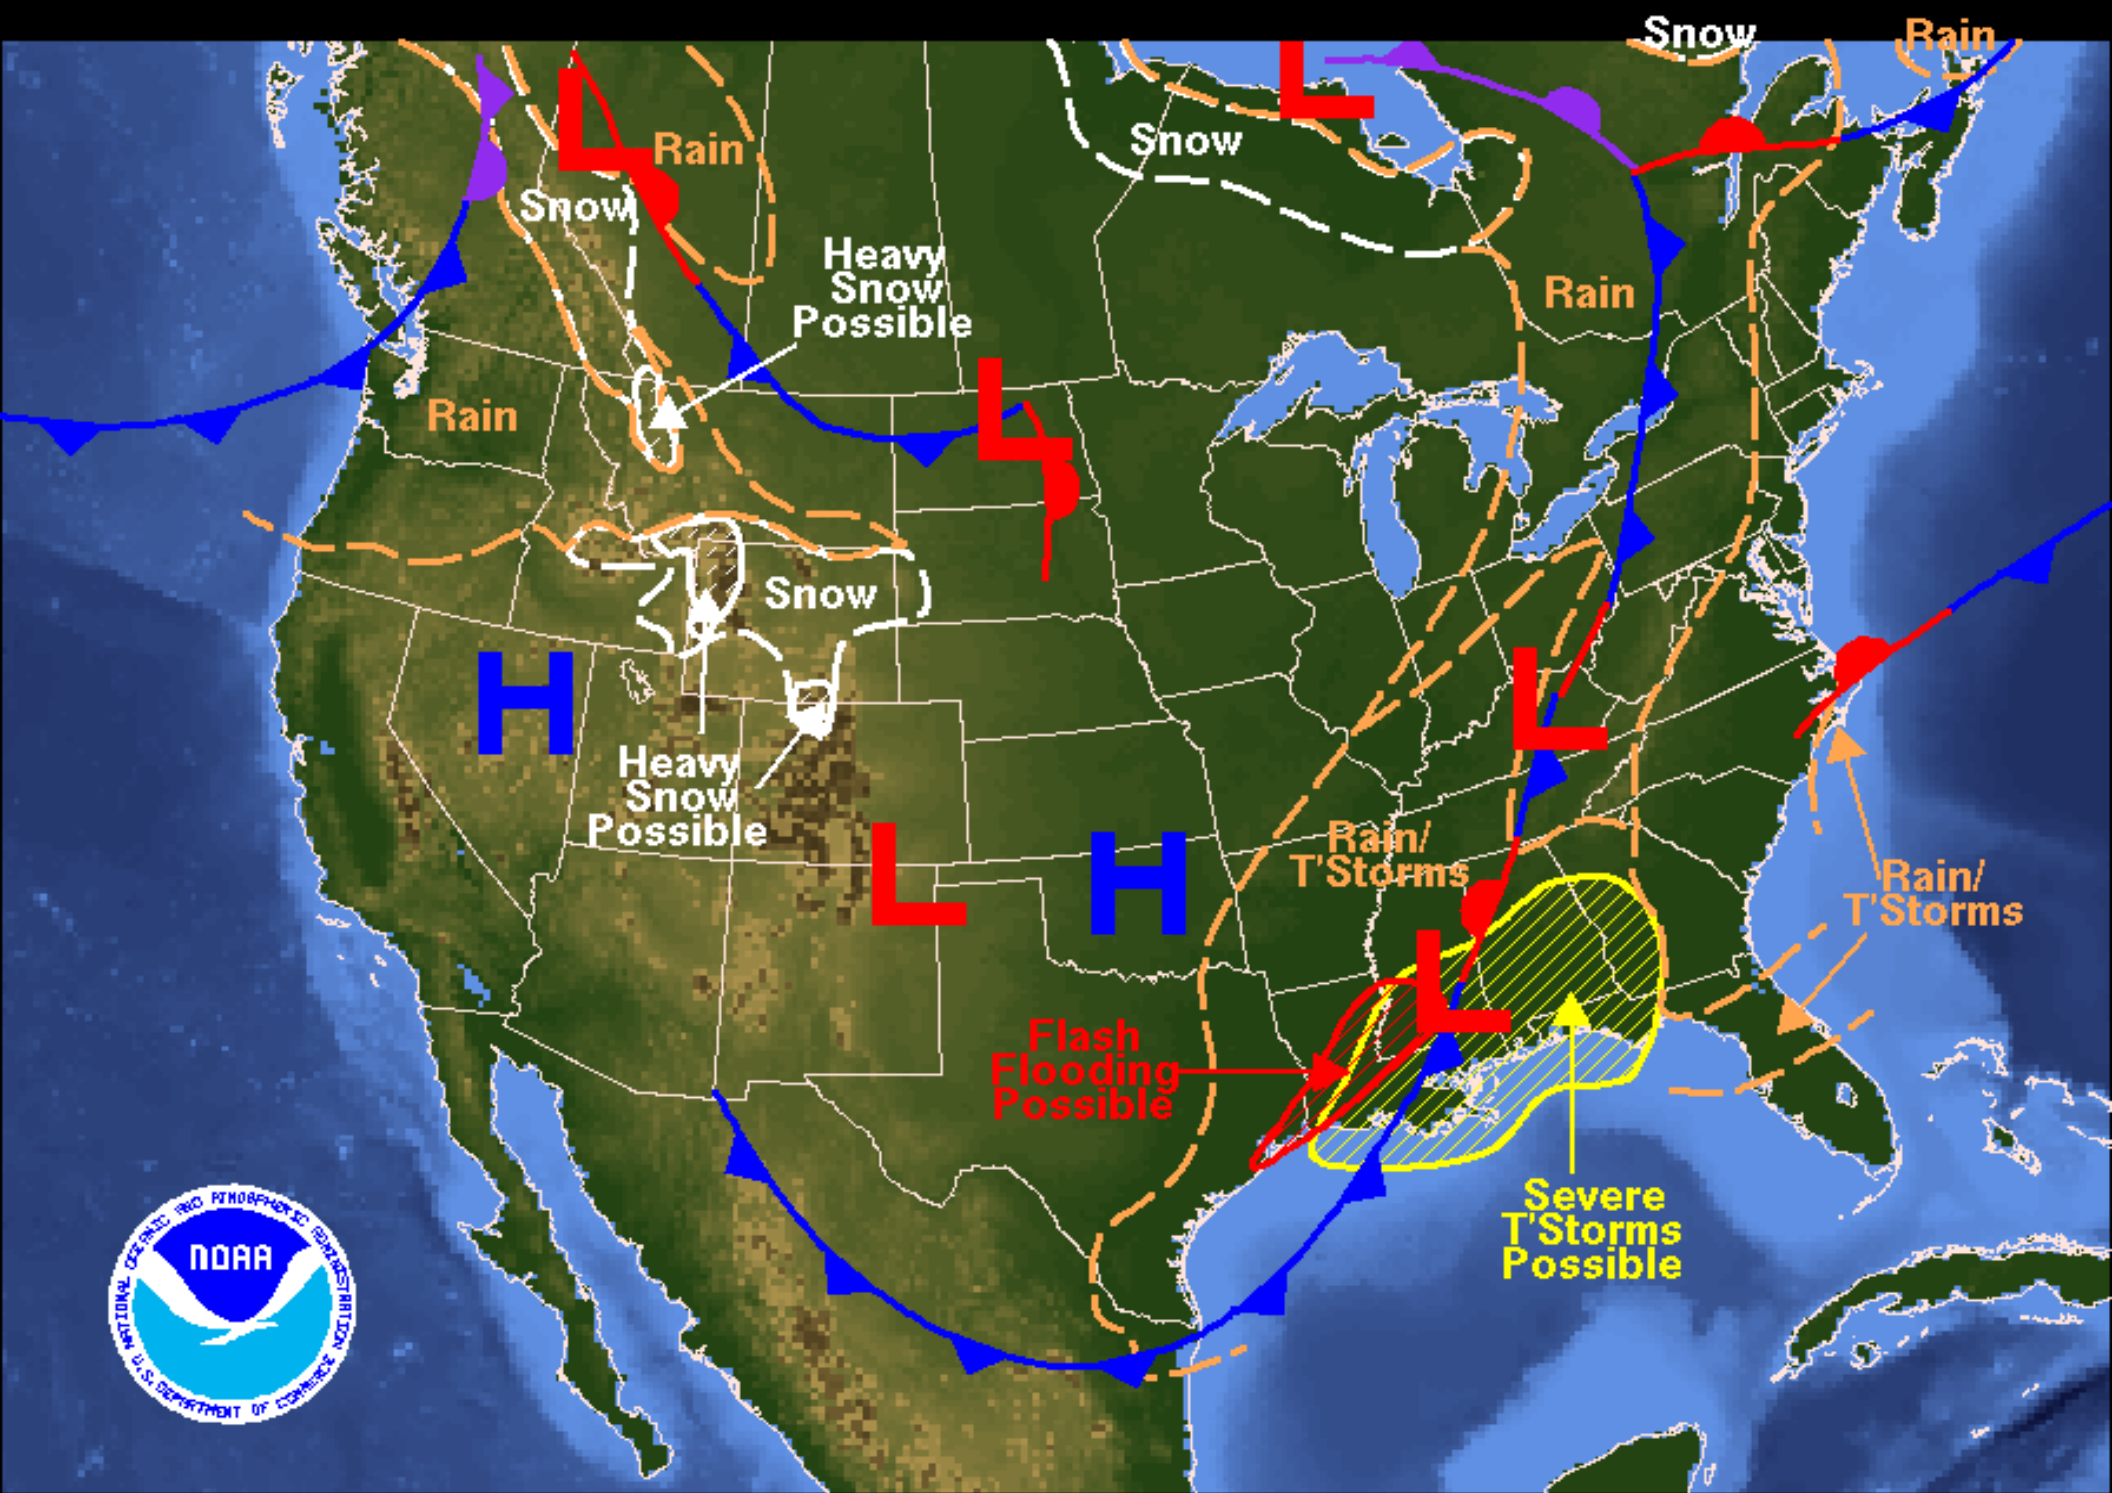 Snow
Rain
L
L
Rain
Snow
Snow
Heavy
Snow
Possible
Rain
L
Rain
Snow
H
L
Heavy
Snow
Possible
L
H
Rain/
T'Storms
Rain/
T'Storms
L
Flash
Flooding
Possible
Severe
T'Storms
Possible
NOAA
NATIONAL OCEANIC AND ATMOSPHERIC ADMINISTRATION
U.S. DEPARTMENT OF COMMERCE